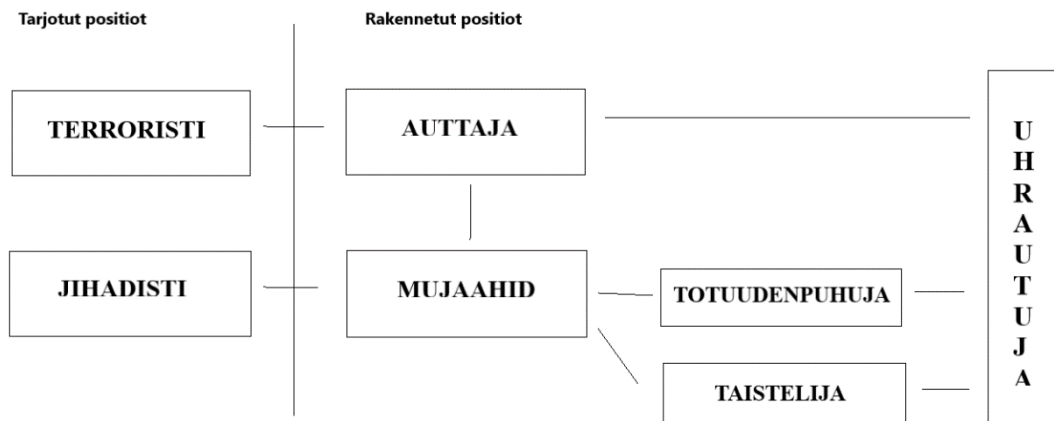 Tarjotut positiot
Rakennetut positiot
TERRORISTI
AUTTAJA
JIHADISTI
MUJAAHID
TOTUUDENPUHUJA
TAISTELIJA
UHRAUTUJA